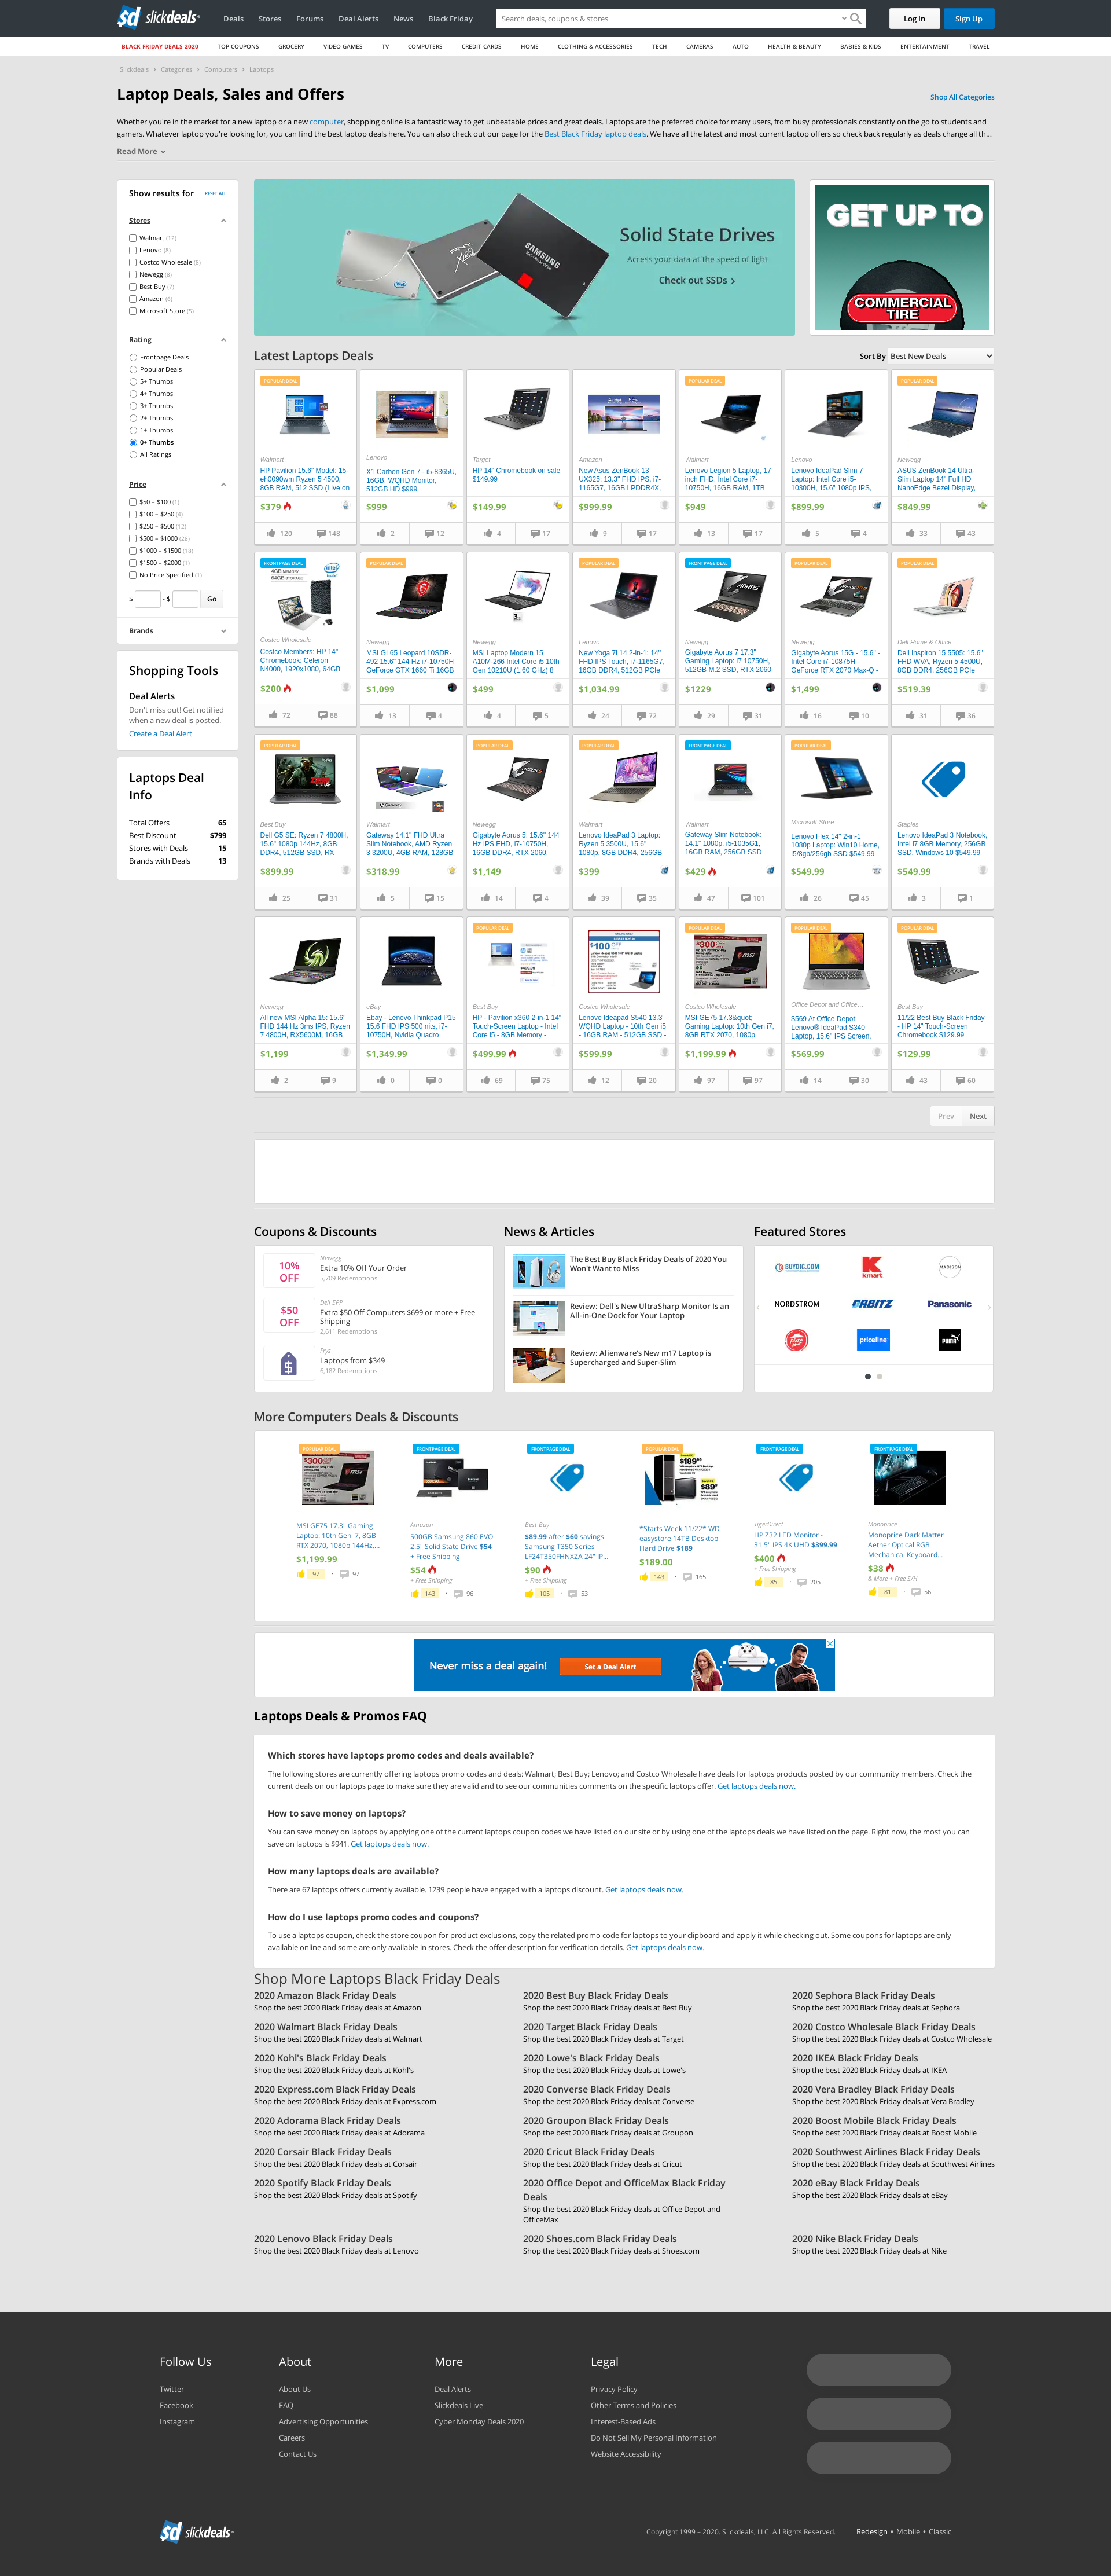 slickdeals
Deals
Stores
Forums
Deal Alerts
News
Black Friday
Search deals, coupons & stores
Log In
Sign Up
BLACK FRIDAY DEALS 2020
TOP COUPONS
GROCERY
VIDEO GAMES
TV
COMPUTERS
CREDIT CARDS
HOME
CLOTHING & ACCESSORIES
TECH
CAMERAS
AUTO
HEALTH & BEAUTY
BABIES & KIDS
ENTERTAINMENT
TRAVEL
Slickdeals > Categories > Computers > Laptops
Laptop Deals, Sales and Offers
Shop All Categories
Whether you're in the market for a new laptop or a new computer, shopping online is a fantastic way to get unbeatable prices and great deals. Laptops are the preferred choice for many users, from busy professionals constantly on the go to students and
gamers. Whatever laptop you're looking for, you can find the best laptop deals here. You can also check out our page for the Best Black Friday laptop deals. We have all the latest and most current laptop offers so check back regularly as deals change all th...
Read More
Show results for
RESET ALL
Stores
Walmart (12)
Lenovo (8)
Costco Wholesale (8)
Newegg (8)
Best Buy (7)
Amazon (6)
Microsoft Store (5)
Rating
Frontpage Deals
Popular Deals
5+ Thumbs
4+ Thumbs
3+ Thumbs
2+ Thumbs
1+ Thumbs
0+ Thumbs
All Ratings
Price
$50 – $100 (1)
$100 – $250 (4)
$250 – $500 (12)
$500 – $1000 (28)
$1000 – $1500 (18)
$1500 – $2000 (1)
No Price Specified (1)
$ - $ Go
Brands
Shopping Tools
Deal Alerts
Don't miss out! Get notified
when a new deal is posted.
Create a Deal Alert
Laptops Deal
Info
Total Offers 65
Best Discount $799
Stores with Deals 15
Brands with Deals 13
SAMSUNG
Solid State Drives
Access your data at the speed of light
Check out SSDs
GET UP TO
COMMERCIAL
TIRE
Latest Laptops Deals
Sort By Best New Deals
POPULAR DEAL
Walmart
HP Pavilion 15.6" Model: 15-
eh0090wm Ryzen 5 4500,
8GB RAM, 512 SSD (Live on
$379
120
148
Lenovo
X1 Carbon Gen 7 - i5-8365U,
16GB, WQHD Monitor,
512GB HD $999
$999
2
12
Target
HP 14" Chromebook on sale
$149.99
$149.99
4
17
Amazon
New Asus ZenBook 13
UX325: 13.3" FHD IPS, i7-
1165G7, 16GB LPDDR4X,
$999.99
9
17
POPULAR DEAL
Walmart
Lenovo Legion 5 Laptop, 17
inch FHD, Intel Core i7-
10750H, 16GB RAM, 1TB
$949
13
17
Lenovo
Lenovo IdeaPad Slim 7
Laptop: Intel Core i5-
10300H, 15.6" 1080p IPS,
$899.99
5
4
POPULAR DEAL
Newegg
ASUS ZenBook 14 Ultra-
Slim Laptop 14" Full HD
NanoEdge Bezel Display,
$849.99
33
43
FRONTPAGE DEAL
4GB MEMORY
64GB STORAGE
Costco Wholesale
Costco Members: HP 14"
Chromebook: Celeron
N4000, 1920x1080, 64GB
$200
72
88
POPULAR DEAL
Newegg
MSI GL65 Leopard 10SDR-
492 15.6" 144 Hz i7-10750H
GeForce GTX 1660 Ti 16GB
$1,099
13
4
Newegg
MSI Laptop Modern 15
A10M-266 Intel Core i5 10th
Gen 10210U (1.60 GHz) 8
$499
4
5
POPULAR DEAL
Lenovo
New Yoga 7i 14 2-in-1: 14"
FHD IPS Touch, i7-1165G7,
16GB DDR4, 512GB PCIe
$1,034.99
24
72
FRONTPAGE DEAL
Newegg
Gigabyte Aorus 7 17.3"
Gaming Laptop: i7 10750H,
512GB M.2 SSD, RTX 2060
$1229
29
31
POPULAR DEAL
Newegg
Gigabyte Aorus 15G - 15.6" -
Intel Core i7-10875H -
GeForce RTX 2070 Max-Q -
$1,499
16
10
POPULAR DEAL
Dell Home & Office
Dell Inspiron 15 5505: 15.6"
FHD WVA, Ryzen 5 4500U,
8GB DDR4, 256GB PCIe
$519.39
31
36
POPULAR DEAL
Best Buy
Dell G5 SE: Ryzen 7 4800H,
15.6" 1080p 144Hz, 8GB
DDR4, 512GB SSD, RX
$899.99
25
31
Walmart
Gateway 14.1" FHD Ultra
Slim Notebook, AMD Ryzen
3 3200U, 4GB RAM, 128GB
$318.99
5
15
POPULAR DEAL
Newegg
Gigabyte Aorus 5: 15.6" 144
Hz IPS FHD, i7-10750H,
16GB DDR4, RTX 2060,
$1,149
14
4
POPULAR DEAL
Walmart
Lenovo IdeaPad 3 Laptop:
Ryzen 5 3500U, 15.6"
1080p, 8GB DDR4, 256GB
$399
39
35
FRONTPAGE DEAL
Walmart
Gateway Slim Notebook:
14.1" 1080p, i5-1035G1,
16GB RAM, 256GB SSD
$429
47
101
POPULAR DEAL
Microsoft Store
Lenovo Flex 14" 2-in-1
1080p Laptop: Win10 Home,
i5/8gb/256gb SSD $549.99
$549.99
26
45
Staples
Lenovo IdeaPad 3 Notebook,
Intel i7 8GB Memory, 256GB
SSD, Windows 10 $549.99
$549.99
3
1
Newegg
All new MSI Alpha 15; 15.6"
FHD 144 Hz 3ms IPS, Ryzen
7 4800H, RX5600M, 16GB
$1,199
2
9
eBay
Ebay - Lenovo Thinkpad P15
15.6 FHD IPS 500 nits, i7-
10750H, Nvidia Quadro
$1,349.99
0
0
POPULAR DEAL
Best Buy
HP - Pavilion x360 2-in-1 14"
Touch-Screen Laptop - Intel
Core i5 - 8GB Memory -
$499.99
69
75
$100 OFF
Costco Wholesale
Lenovo Ideapad S540 13.3"
WQHD Laptop - 10th Gen i5
- 16GB RAM - 512GB SSD -
$599.99
12
20
POPULAR DEAL
$300 OFF
Costco Wholesale
MSI GE75 17.3&quot;
Gaming Laptop: 10th Gen i7,
8GB RTX 2070, 1080p
$1,199.99
97
97
POPULAR DEAL
Office Depot and Office...
$569 At Office Depot:
Lenovo® IdeaPad S340
Laptop, 15.6" IPS Screen,
$569.99
14
30
POPULAR DEAL
Best Buy
11/22 Best Buy Black Friday
- HP 14" Touch-Screen
Chromebook $129.99
$129.99
43
60
Prev
Next
Coupons & Discounts
10%
OFF
Newegg
Extra 10% Off Your Order
5,709 Redemptions
$50
OFF
Dell EPP
Extra $50 Off Computers $699 or more + Free
Shipping
2,611 Redemptions
Frys
Laptops from $349
6,182 Redemptions
News & Articles
The Best Buy Black Friday Deals of 2020 You
Won't Want to Miss
Review: Dell's New UltraSharp Monitor Is an
All-in-One Dock for Your Laptop
Review: Alienware's New m17 Laptop is
Supercharged and Super-Slim
Featured Stores
BUYDIG.COM
kmart
MADISON
NORDSTROM
ORBITZ
Panasonic
priceline
PUMA
More Computers Deals & Discounts
POPULAR DEAL
$300 OFF
MSI GE75 17.3" Gaming
Laptop: 10th Gen i7, 8GB
RTX 2070, 1080p 144Hz,...
$1,199.99
97 · 97
FRONTPAGE DEAL
Amazon
500GB Samsung 860 EVO
2.5" Solid State Drive $54
+ Free Shipping
$54
+ Free Shipping
143 · 96
FRONTPAGE DEAL
Best Buy
$89.99 after $60 savings
Samsung T350 Series
LF24T350FHNXZA 24" IP...
$90
+ Free Shipping
105 · 53
POPULAR DEAL
*Starts Week 11/22* WD
easystore 14TB Desktop
Hard Drive $189
$189.00
143 · 165
FRONTPAGE DEAL
TigerDirect
HP Z32 LED Monitor -
31.5" IPS 4K UHD $399.99
$400
+ Free Shipping
85 · 205
FRONTPAGE DEAL
Monoprice
Monoprice Dark Matter
Aether Optical RGB
Mechanical Keyboard...
$38
& More + Free S/H
81 · 56
Never miss a deal again!
Set a Deal Alert
Laptops Deals & Promos FAQ
Which stores have laptops promo codes and deals available?
The following stores are currently offering laptops promo codes and deals: Walmart; Best Buy; Lenovo; and Costco Wholesale have deals for laptops products posted by our community members. Check the
current deals on our laptops page to make sure they are valid and to see our communities comments on the specific laptops offer. Get laptops deals now.
How to save money on laptops?
You can save money on laptops by applying one of the current laptops coupon codes we have listed on our site or by using one of the laptops deals we have listed on the page. Right now, the most you can
save on laptops is $941. Get laptops deals now.
How many laptops deals are available?
There are 67 laptops offers currently available. 1239 people have engaged with a laptops discount. Get laptops deals now.
How do I use laptops promo codes and coupons?
To use a laptops coupon, check the store coupon for product exclusions, copy the related promo code for laptops to your clipboard and apply it while checking out. Some coupons for laptops are only
available online and some are only available in stores. Check the offer description for verification details. Get laptops deals now.
Shop More Laptops Black Friday Deals
2020 Amazon Black Friday Deals
Shop the best 2020 Black Friday deals at Amazon
2020 Best Buy Black Friday Deals
Shop the best 2020 Black Friday deals at Best Buy
2020 Sephora Black Friday Deals
Shop the best 2020 Black Friday deals at Sephora
2020 Walmart Black Friday Deals
Shop the best 2020 Black Friday deals at Walmart
2020 Target Black Friday Deals
Shop the best 2020 Black Friday deals at Target
2020 Costco Wholesale Black Friday Deals
Shop the best 2020 Black Friday deals at Costco Wholesale
2020 Kohl's Black Friday Deals
Shop the best 2020 Black Friday deals at Kohl's
2020 Lowe's Black Friday Deals
Shop the best 2020 Black Friday deals at Lowe's
2020 IKEA Black Friday Deals
Shop the best 2020 Black Friday deals at IKEA
2020 Express.com Black Friday Deals
Shop the best 2020 Black Friday deals at Express.com
2020 Converse Black Friday Deals
Shop the best 2020 Black Friday deals at Converse
2020 Vera Bradley Black Friday Deals
Shop the best 2020 Black Friday deals at Vera Bradley
2020 Adorama Black Friday Deals
Shop the best 2020 Black Friday deals at Adorama
2020 Groupon Black Friday Deals
Shop the best 2020 Black Friday deals at Groupon
2020 Boost Mobile Black Friday Deals
Shop the best 2020 Black Friday deals at Boost Mobile
2020 Corsair Black Friday Deals
Shop the best 2020 Black Friday deals at Corsair
2020 Cricut Black Friday Deals
Shop the best 2020 Black Friday deals at Cricut
2020 Southwest Airlines Black Friday Deals
Shop the best 2020 Black Friday deals at Southwest Airlines
2020 Spotify Black Friday Deals
Shop the best 2020 Black Friday deals at Spotify
2020 Office Depot and OfficeMax Black Friday
Deals
Shop the best 2020 Black Friday deals at Office Depot and
OfficeMax
2020 eBay Black Friday Deals
Shop the best 2020 Black Friday deals at eBay
2020 Lenovo Black Friday Deals
Shop the best 2020 Black Friday deals at Lenovo
2020 Shoes.com Black Friday Deals
Shop the best 2020 Black Friday deals at Shoes.com
2020 Nike Black Friday Deals
Shop the best 2020 Black Friday deals at Nike
Follow Us
Twitter
Facebook
Instagram
About
About Us
FAQ
Advertising Opportunities
Careers
Contact Us
More
Deal Alerts
Slickdeals Live
Cyber Monday Deals 2020
Legal
Privacy Policy
Other Terms and Policies
Interest-Based Ads
Do Not Sell My Personal Information
Website Accessibility
slickdeals
Copyright 1999 – 2020. Slickdeals, LLC. All Rights Reserved.
Redesign • Mobile • Classic